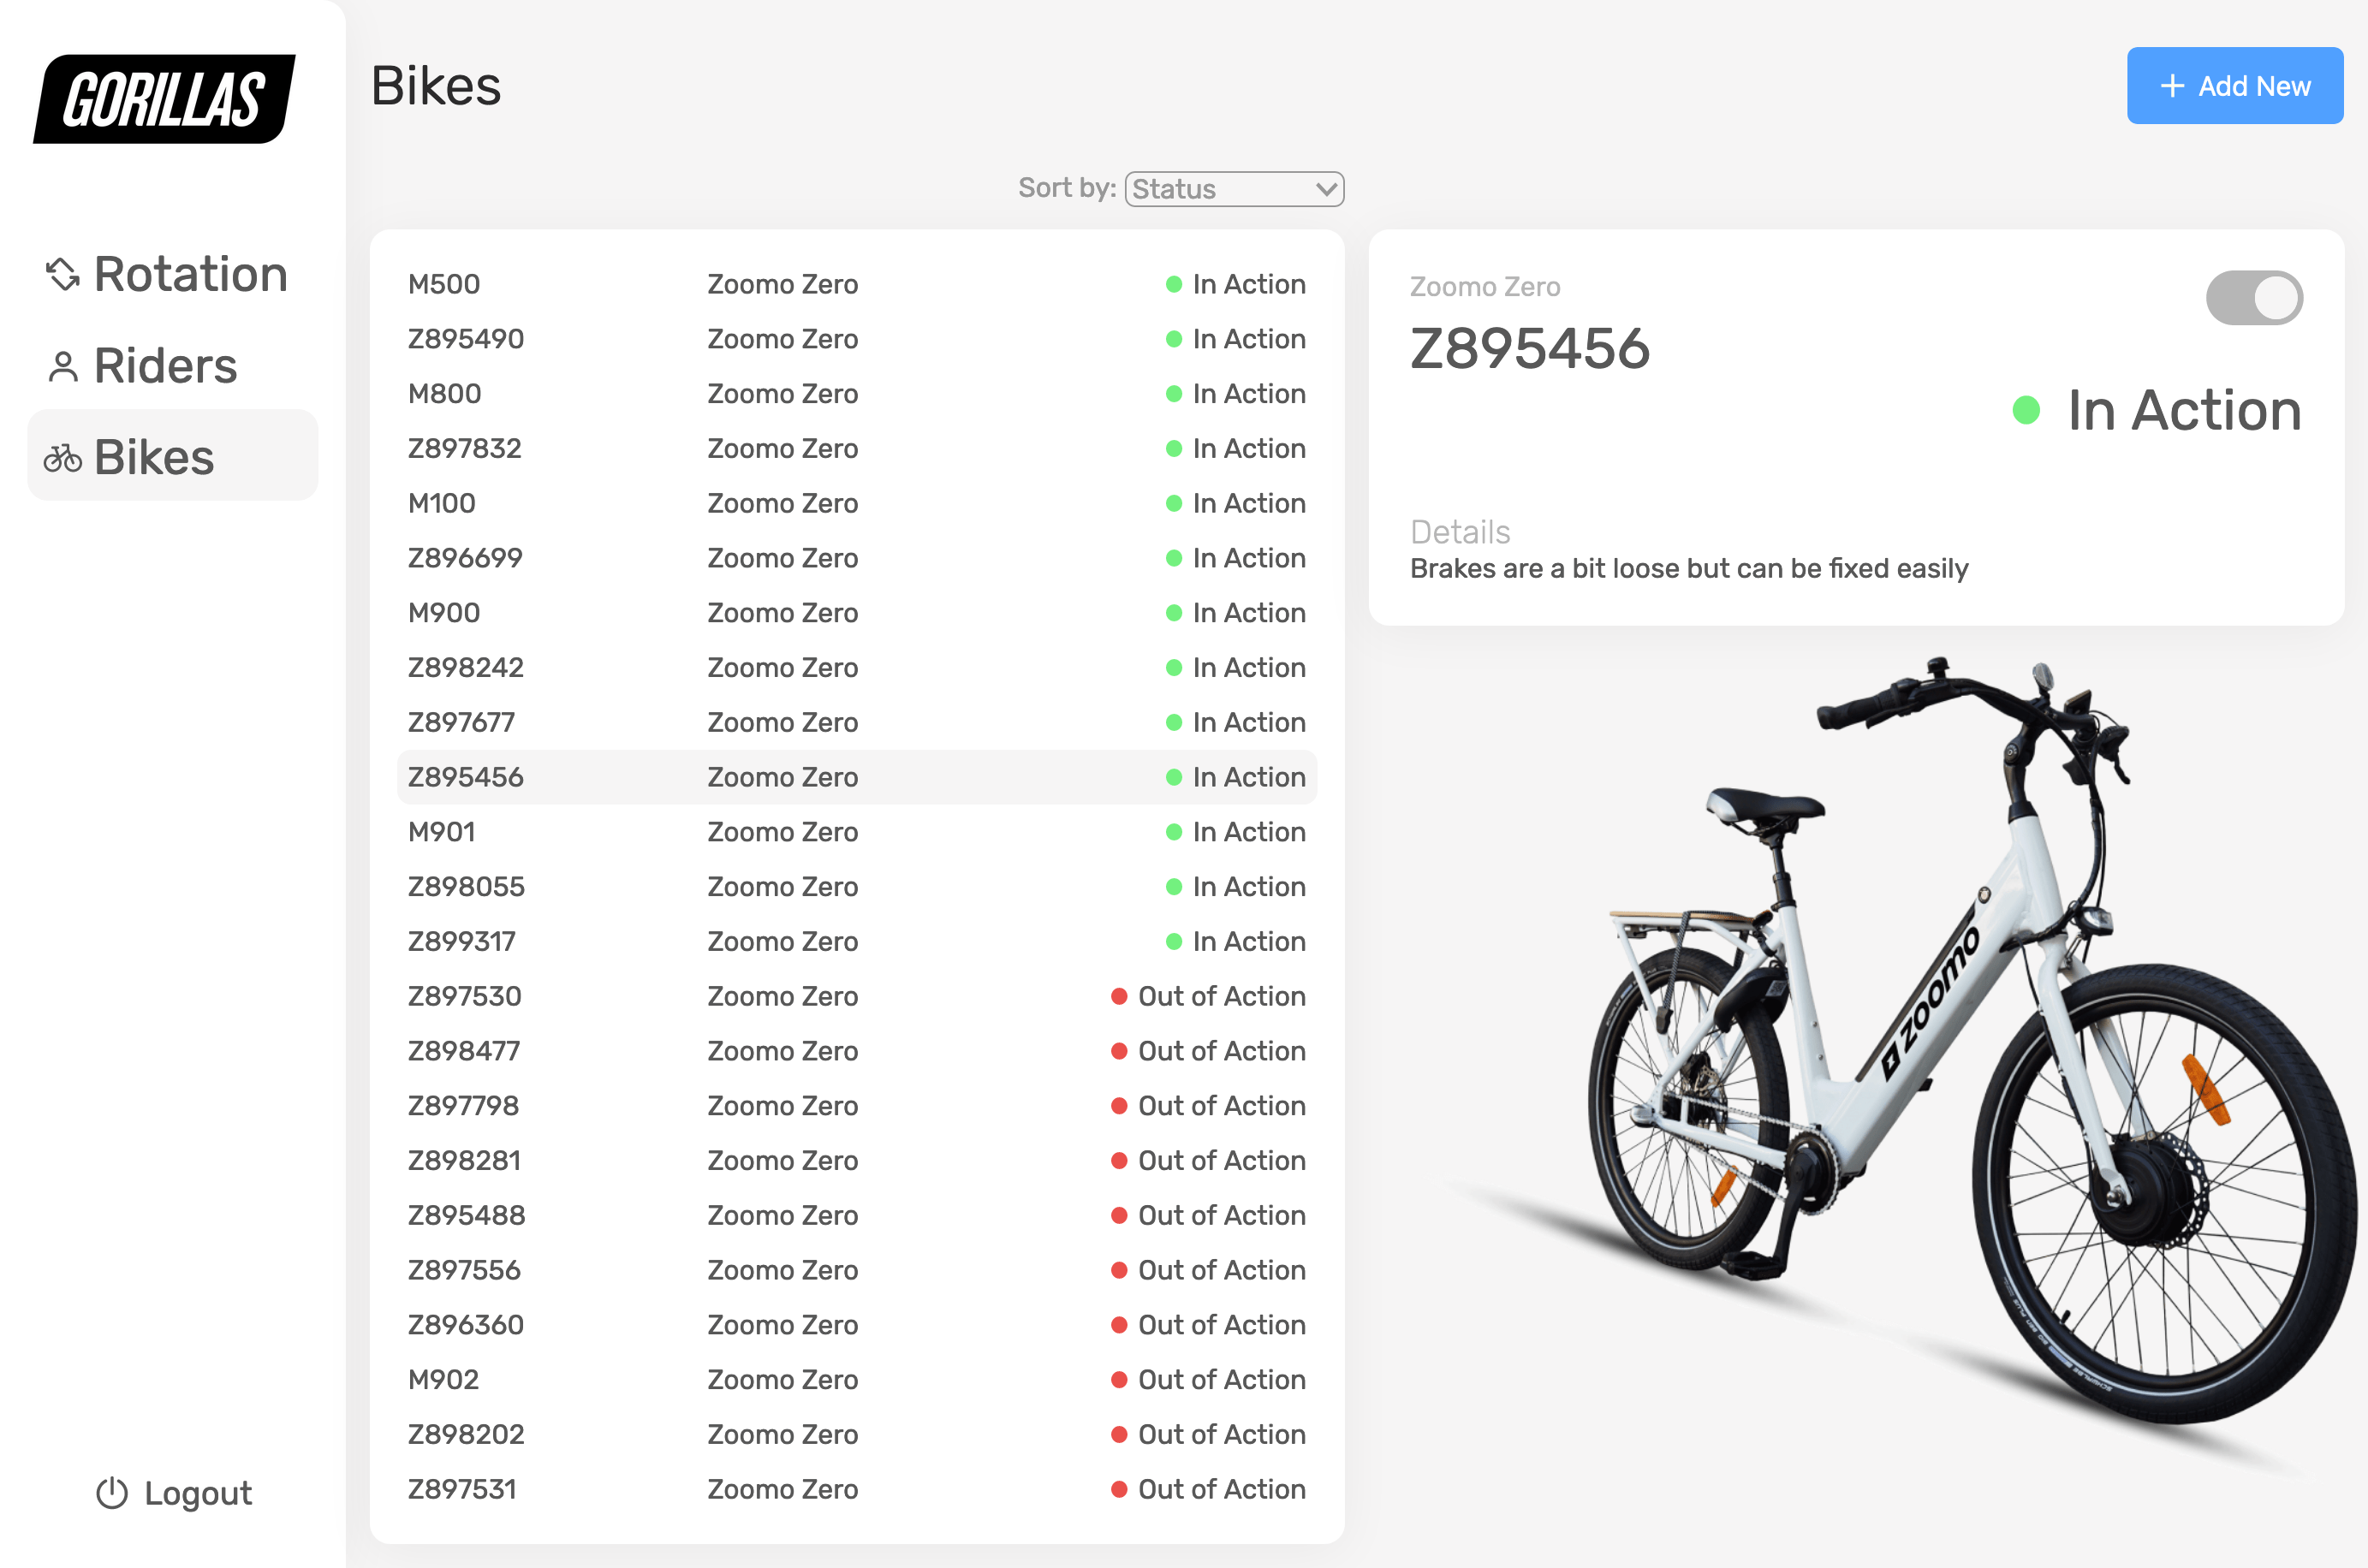 GORILLAS
Rotation
Riders
Bikes
Logout
Bikes
Add New
Sort by: Status
M500 Zoomo Zero In Action
Z895490 Zoomo Zero In Action
M800 Zoomo Zero In Action
Z897832 Zoomo Zero In Action
M100 Zoomo Zero In Action
Z896699 Zoomo Zero In Action
M900 Zoomo Zero In Action
Z898242 Zoomo Zero In Action
Z897677 Zoomo Zero In Action
Z895456 Zoomo Zero In Action
M901 Zoomo Zero In Action
Z898055 Zoomo Zero In Action
Z899317 Zoomo Zero In Action
Z897530 Zoomo Zero Out of Action
Z898477 Zoomo Zero Out of Action
Z897798 Zoomo Zero Out of Action
Z898281 Zoomo Zero Out of Action
Z895488 Zoomo Zero Out of Action
Z897556 Zoomo Zero Out of Action
Z896360 Zoomo Zero Out of Action
M902 Zoomo Zero Out of Action
Z898202 Zoomo Zero Out of Action
Z897531 Zoomo Zero Out of Action
Zoomo Zero
Z895456
In Action
Details
Brakes are a bit loose but can be fixed easily
zoomo